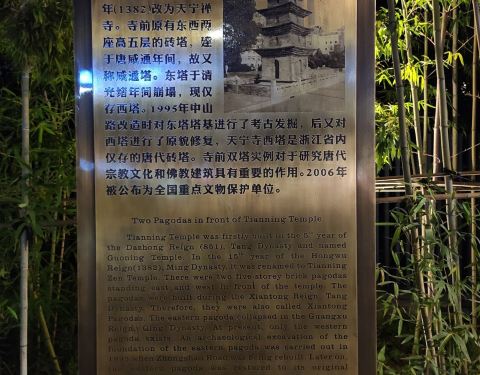 年(1382)改为天宁禅
寺。寺前原有东西两
座高五层的砖塔，建
于唐咸通年间，故又
称咸通塔。东塔于清
光绪年间崩塌，现仅
存西塔。1995年中山
路改造时对东塔塔基进行了考古发掘，后又对
西塔进行了原貌修复，天宁寺西塔是浙江省内
仅存的唐代砖塔。寺前双塔实例对于研究唐代
宗教文化和佛教建筑具有重要的作用。2006年
被公布为全国重点文物保护单位。
Two Pagodas in front of Tianning Temple
Tianning Temple was firstly built in the 5th year of
the Dazhong Reign (851), Tang Dynasty and named
Guoning Temple. In the 15th year of the Hongwu
Reign(1382), Ming Dynasty, it was renamed to Tianning
Zen Temple. There were two five storey brick pagodas
standing east and west in front of the temple. The
pagodas were built during the Xiantong Reign, Tang
Dynasty. Therefore, they were also called Xiantong
Pagodas. The eastern pagoda collapsed in the Guangxu
Reign, Qing Dynasty. At present, only the western
pagoda exists. An archaeological excavation of the
foundation of the eastern pagoda was carried out in
1995 when Zhongshan Road was being rebuilt. Later on,
the western pagoda was restored to its original